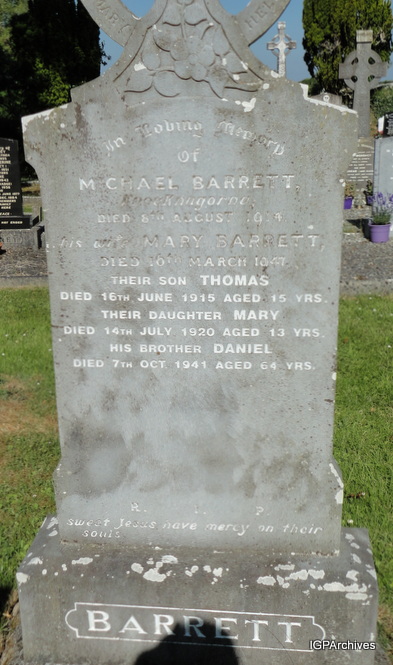 In Loving Memory
of
MICHAEL BARRETT,
DIED 8TH AUGUST
his wife MARY BARRETT,
DIED 10TH MARCH
THEIR SON THOMAS
DIED 16TH JUNE 1915 AGED 15 YRS.
THEIR DAUGHTER MARY
DIED 14TH JULY 1920 AGED 13 YRS.
HIS BROTHER DANIEL
DIED 7TH OCT 1941 AGED 64 YRS.
R. I. P.
sweet Jesus have mercy on their
souls
BARRETT
IGPArchives